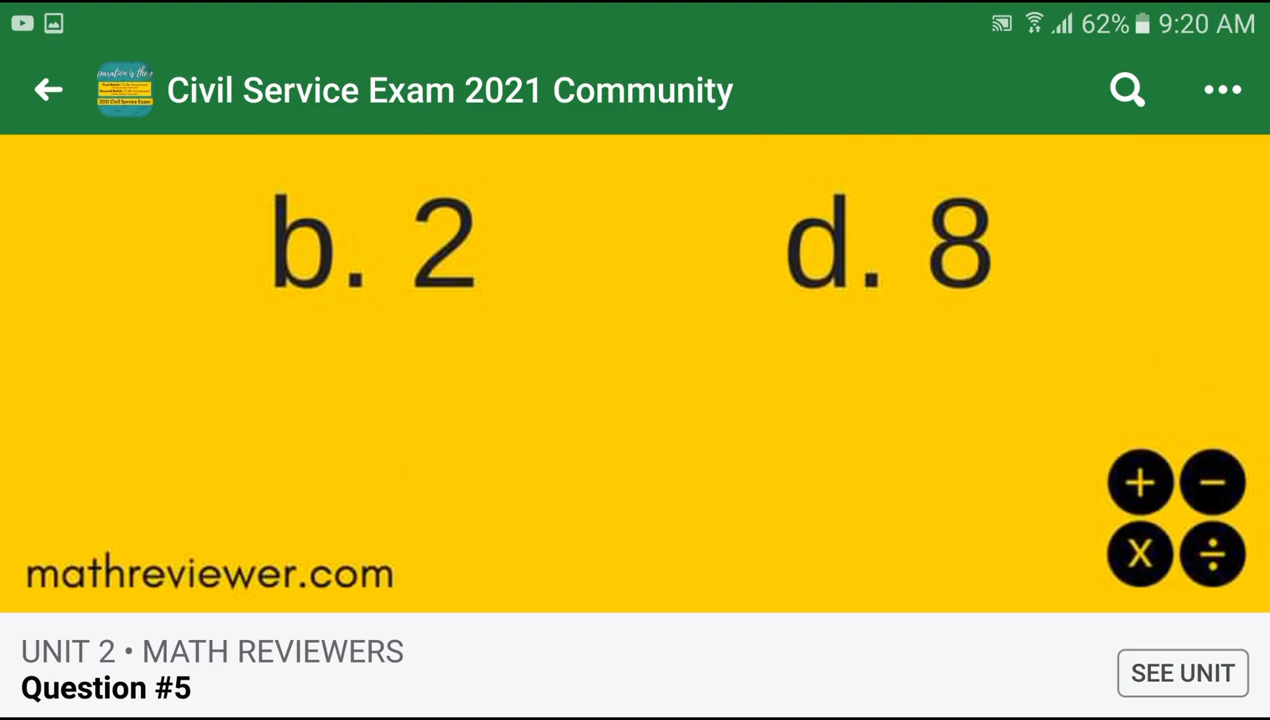 62% 9:20 AM
Civil Service Exam 2021 Community
b. 2 d. 8
+ −
x ÷
mathreviewer.com
UNIT 2 • MATH REVIEWERS
SEE UNIT
Question #5